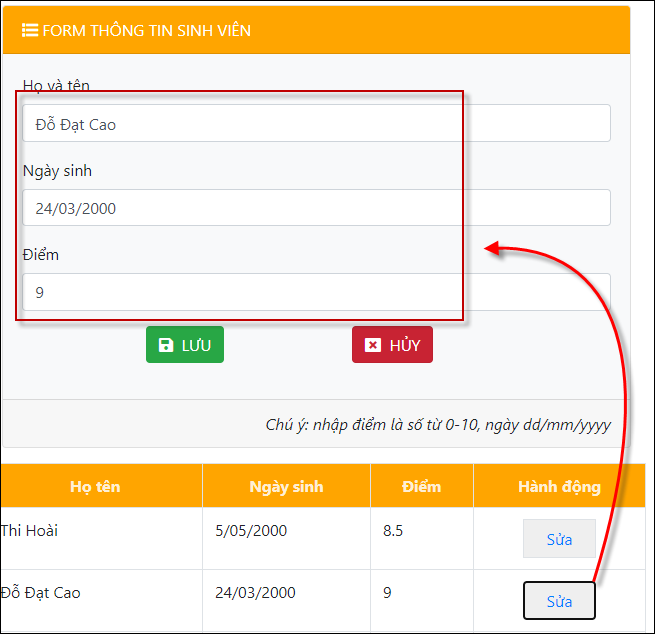 FORM THÔNG TIN SINH VIÊN
Họ và tên
Đỗ Đạt Cao
Ngày sinh
24/03/2000
Điểm
9
LƯU HỦY
Chú ý: nhập điểm là số từ 0-10, ngày dd/mm/yyyy
Họ tên Ngày sinh Điểm Hành động
Thi Hoài 5/05/2000 8.5 Sửa
Đỗ Đạt Cao 24/03/2000 9 Sửa